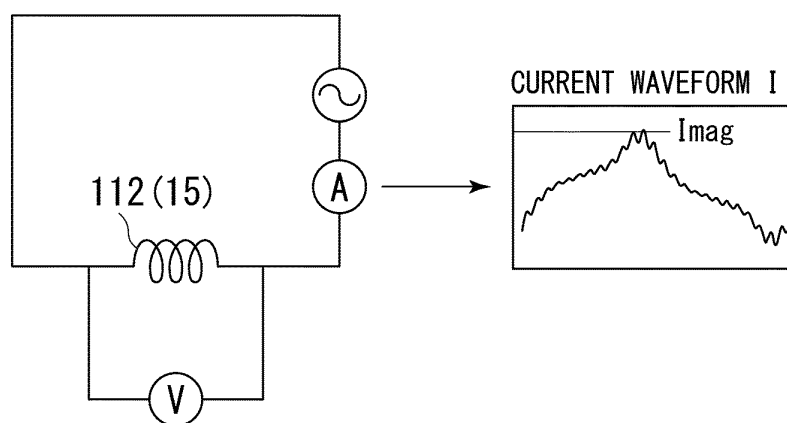 CURRENT WAVEFORM I
Imag
A
112(15)
V